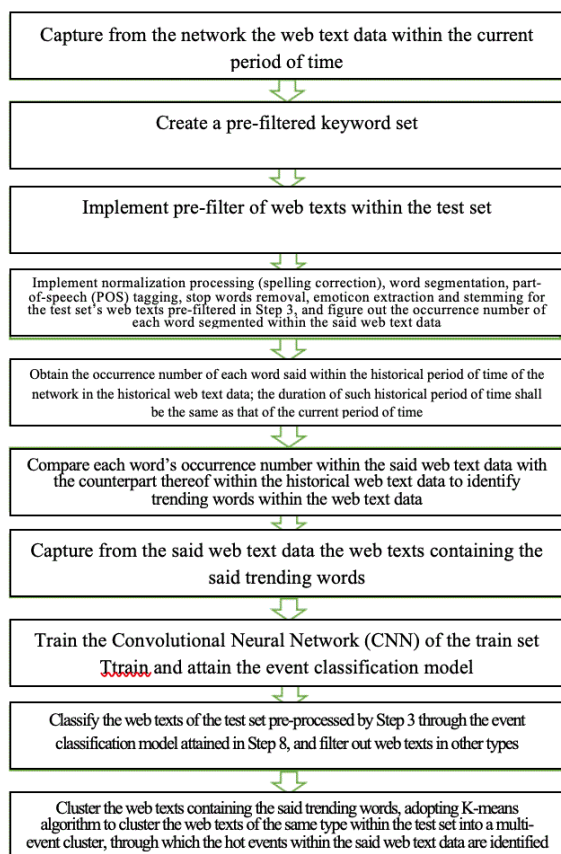 Capture from the network the web text data within the current
period of time
Create a pre-filtered keyword set
Implement pre-filter of web texts within the test set
Implement normalization processing (spelling correction), word segmentation, part-
of-speech (POS) tagging, stop words removal, emoticon extraction and stemming for
the test set's web texts pre-filtered in Step 3, and figure out the occurrence number of
each word segmented within the said web text data
Obtain the occurrence number of each word said within the historical period of time of the
network in the historical web text data; the duration of such historical period of time shall
be the same as that of the current period of time
Compare each word's occurrence number within the said web text data with
the counterpart thereof within the historical web text data to identify
trending words within the web text data
Capture from the said web text data the web texts containing the
said trending words
Train the Convolutional Neural Network (CNN) of the train set
Ttrain and attain the event classification model
Classify the web texts of the test set pre-processed by Step 3 through the event
classification model attained in Step 8, and filter out web texts in other types
Cluster the web texts containing the said trending words, adopting K-means
algorithm to cluster the web texts of the same type within the test set into a multi-
event cluster, through which the hot events within the said web text data are identified